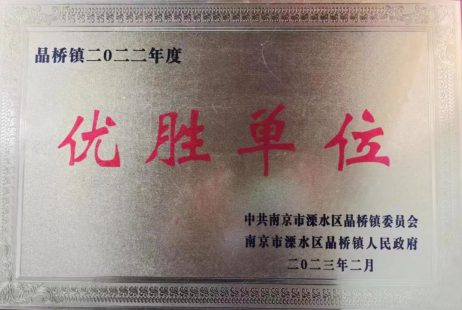 晶桥镇二〇二二年度
优胜单位
中共南京市溧水区晶桥镇委员会
南京市溧水区晶桥镇人民政府
二〇二三年二月